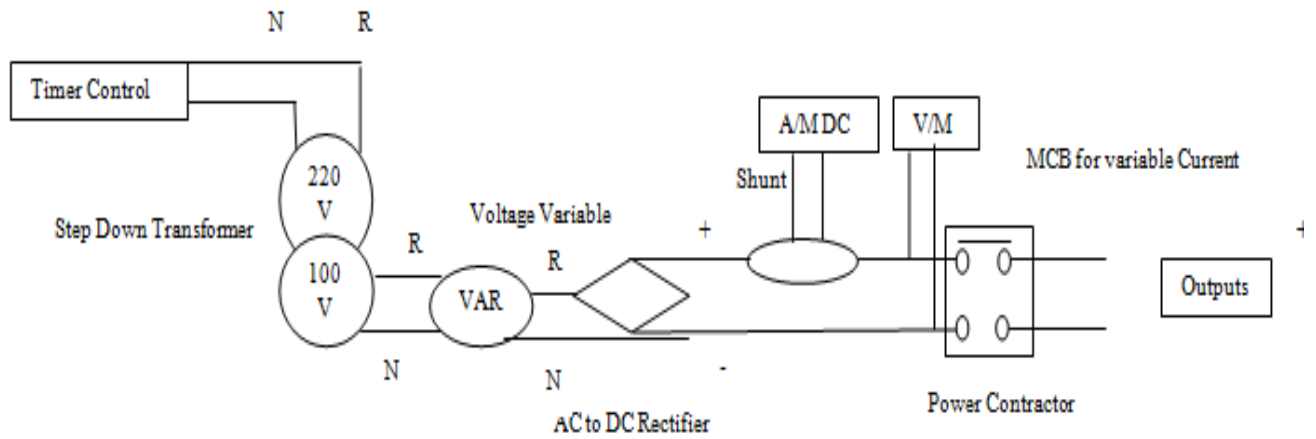 N R
Timer Control
A/M DC
V/M
MCB for variable Current
220
V
Shunt
Step Down Transformer
Voltage Variable
+
+
R
R
100
V
VAR
Outputs
N
N
-
Power Contractor
AC to DC Rectifier